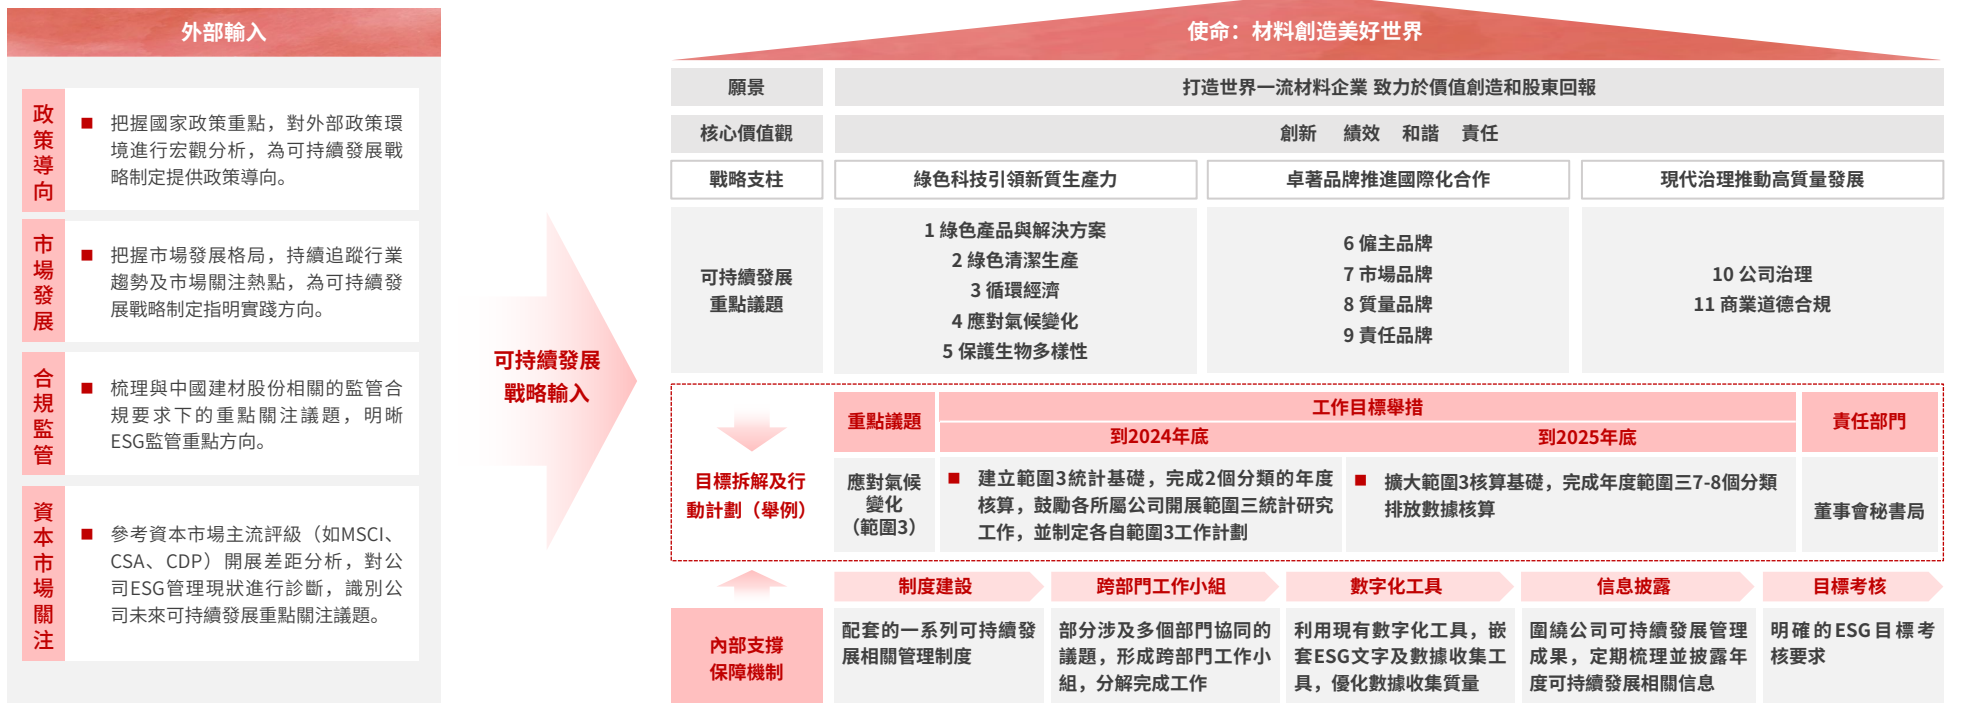 外部輸入
政策導向
把握國家政策重點，對外部政策環
境進行宏觀分析，為可持續發展戰
略制定提供政策導向。
市場發展
把握市場發展格局，持續追蹤行業
趨勢及市場關注熱點，為可持續發
展戰略制定指明實踐方向。
合規監管
梳理與中國建材股份相關的監管合
規要求下的重點關注議題，明晰
ESG監管重點方向。
資本市場關注
參考資本市場主流評級（如MSCI、
CSA、CDP）開展差距分析，對公
司ESG管理現狀進行診斷，識別公
司未來可持續發展重點關注議題。
可持續發展
戰略輸入
使命：材料創造美好世界
願景
打造世界一流材料企業 致力於價值創造和股東回報
核心價值觀
創新 績效 和諧 責任
戰略支柱
綠色科技引領新質生產力
卓著品牌推進國際化合作
現代治理推動高質量發展
可持續發展
重點議題
1 綠色產品與解決方案
2 綠色清潔生產
3 循環經濟
4 應對氣候變化
5 保護生物多樣性
6 僱主品牌
7 市場品牌
8 質量品牌
9 責任品牌
10 公司治理
11 商業道德合規
目標拆解及行
動計劃（舉例）
重點議題
工作目標舉措
到2024年底
到2025年底
責任部門
應對氣候
變化
（範圍3）
建立範圍3統計基礎，完成2個分類的年度
核算，鼓勵各所屬公司開展範圍三統計研究
工作，並制定各自範圍3工作計劃
擴大範圍3核算基礎，完成年度範圍三7-8個分類
排放數據核算
董事會秘書局
內部支撐
保障機制
制度建設
配套的一系列可持續發
展相關管理制度
跨部門工作小組
部分涉及多個部門協同的
議題，形成跨部門工作小
組，分解完成工作
數字化工具
利用現有數字化工具，嵌
套ESG文字及數據收集工
具，優化數據收集質量
信息披露
圍繞公司可持續發展管理
成果，定期梳理並披露年
度可持續發展相關信息
目標考核
明確的ESG目標考
核要求